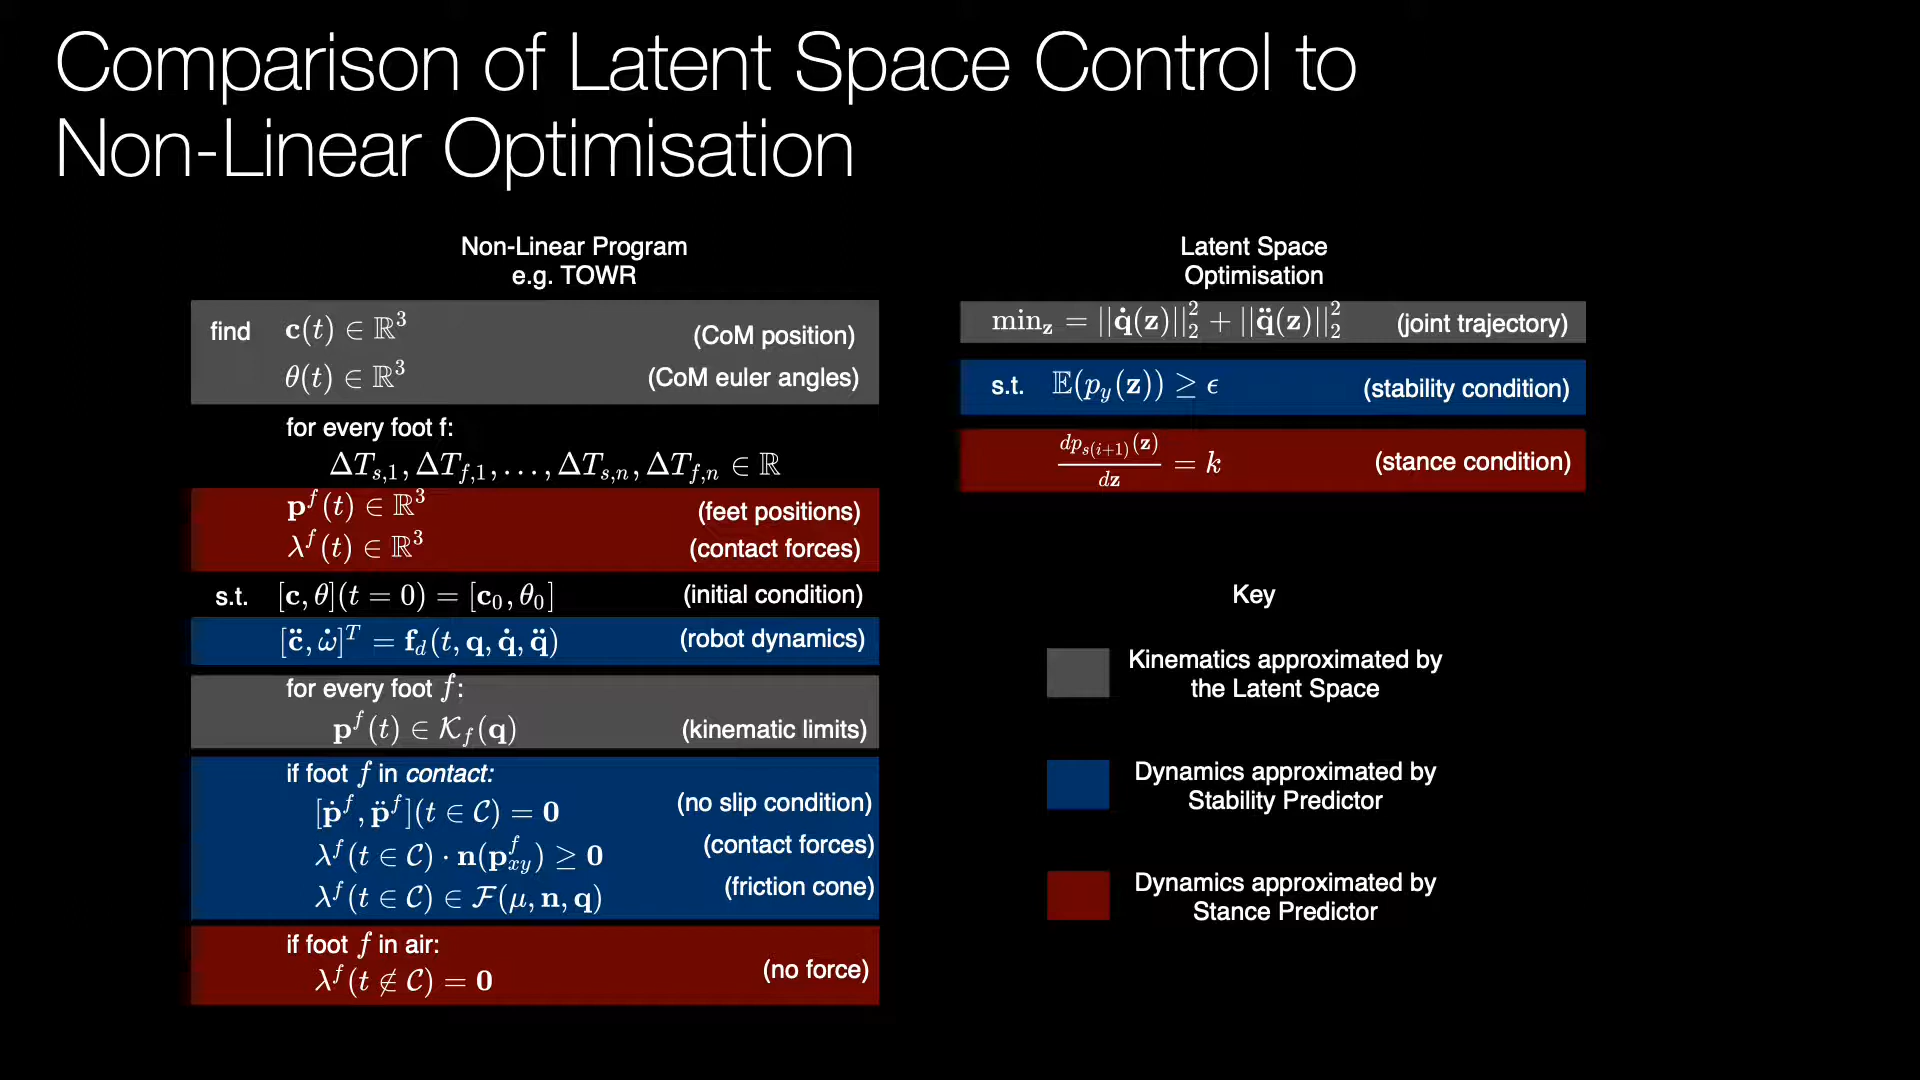 Comparison of Latent Space Control to
Non-Linear Optimisation
Non-Linear Program
e.g. TOWR
find c(t) ∈ ℝ³ (CoM position)
θ(t) ∈ ℝ³ (CoM euler angles)
for every foot f:
ΔT_{s,1}, ΔT_{f,1}, . . . , ΔT_{s,n}, ΔT_{f,n} ∈ ℝ
p^f(t) ∈ ℝ³ (feet positions)
λ^f(t) ∈ ℝ³ (contact forces)
s.t. [c, θ](t = 0) = [c₀, θ₀] (initial condition)
[c̈, ω̇]^T = f_d(t, q, q̇, q̈) (robot dynamics)
for every foot f:
p^f(t) ∈ 𝒦_f(q) (kinematic limits)
if foot f in contact:
[ṗ^f, p̈^f](t ∈ 𝒞) = 0 (no slip condition)
λ^f(t ∈ 𝒞) · n(p^f_{xy}) ≥ 0 (contact forces)
λ^f(t ∈ 𝒞) ∈ ℱ(μ, n, q) (friction cone)
if foot f in air:
λ^f(t ∉ 𝒞) = 0 (no force)
Latent Space
Optimisation
min_z = ||q̇(z)||²₂ + ||q̈(z)||²₂ (joint trajectory)
s.t. 𝔼(p_y(z)) ≥ ϵ (stability condition)
dp_{s(i+1)}(z)/dz = k (stance condition)
Key
Kinematics approximated by
the Latent Space
Dynamics approximated by
Stability Predictor
Dynamics approximated by
Stance Predictor